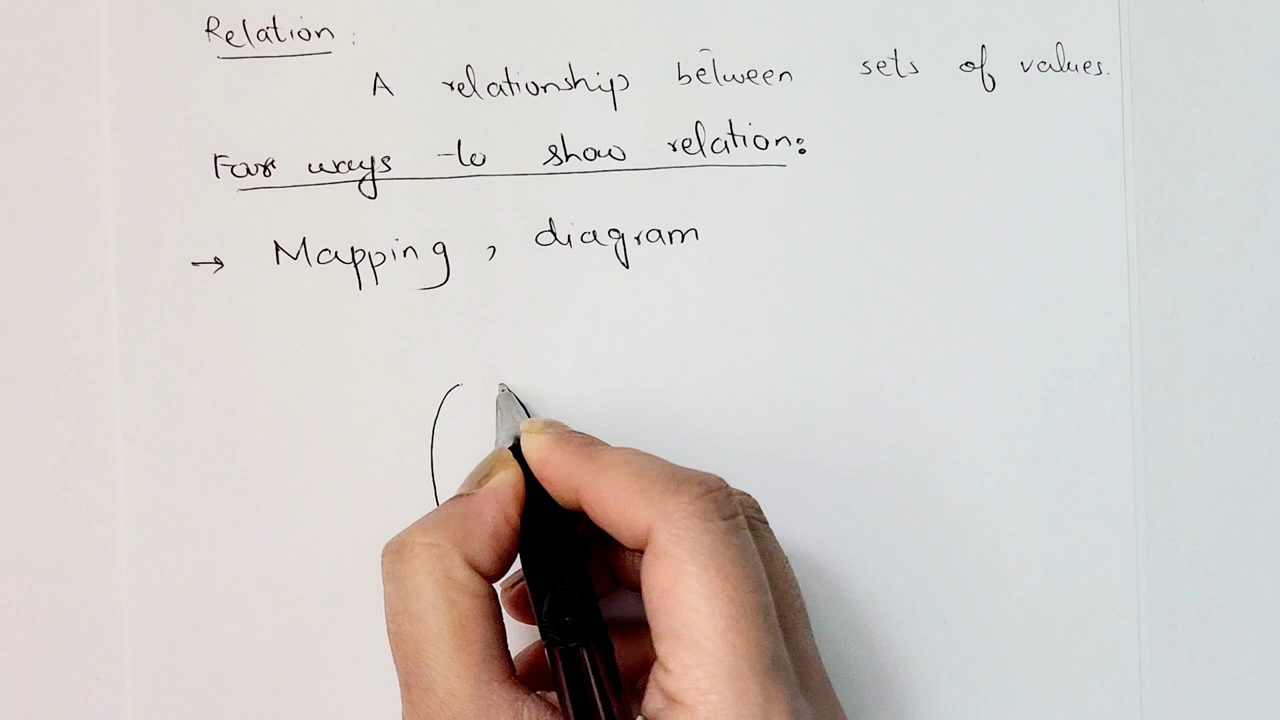 Relation:
A relationship between sets of values.
Four ways to show relation:
→ Mapping, diagram